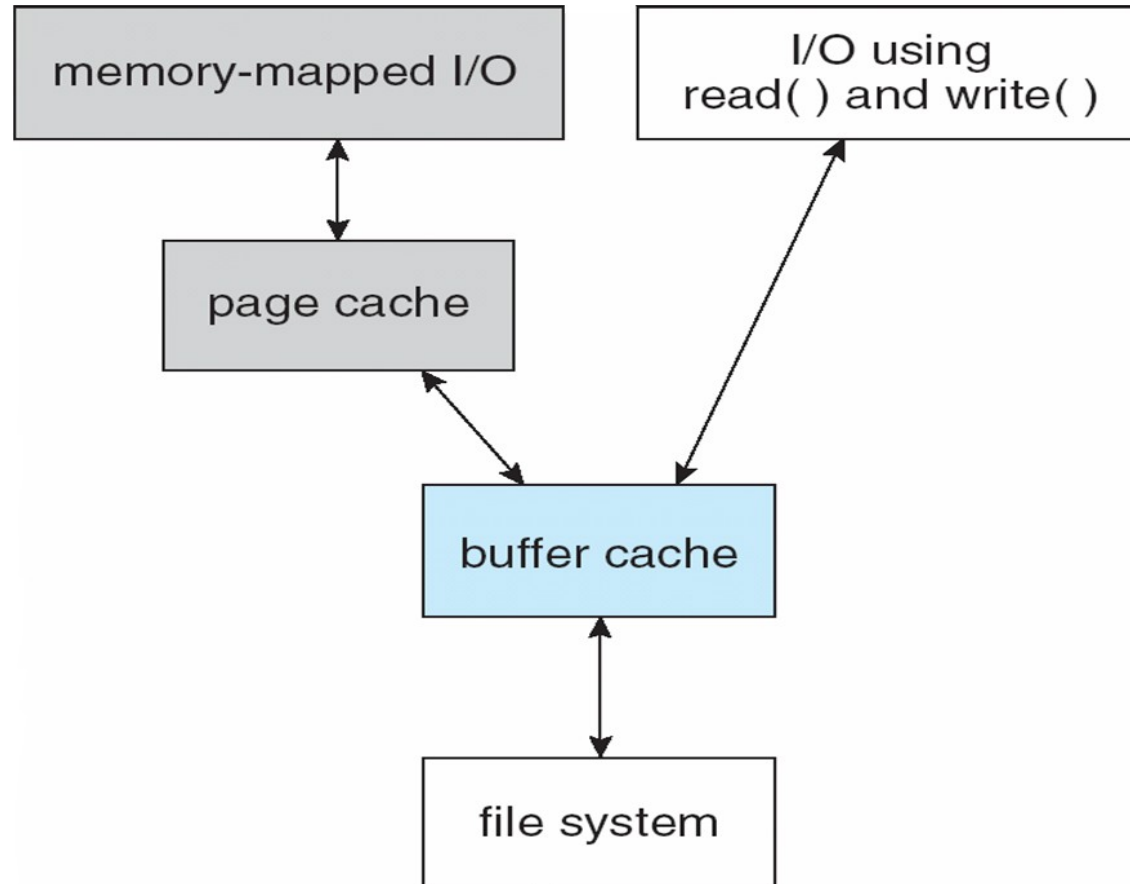 memory-mapped I/O
I/O using
read( ) and write( )
page cache
buffer cache
file system